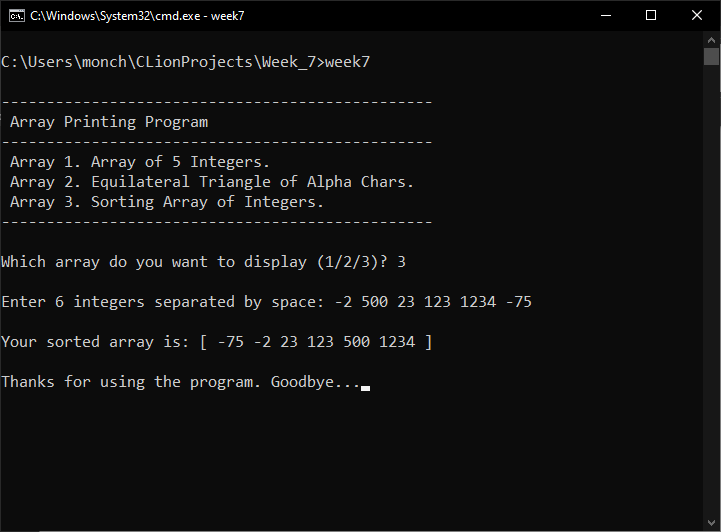 C:\Windows\System32\cmd.exe - week7
C:\Users\monch\CLionProjects\Week_7>week7
------------------------------------------------
Array Printing Program
------------------------------------------------
Array 1. Array of 5 Integers.
Array 2. Equilateral Triangle of Alpha Chars.
Array 3. Sorting Array of Integers.
------------------------------------------------
Which array do you want to display (1/2/3)? 3
Enter 6 integers separated by space: -2 500 23 123 1234 -75
Your sorted array is: [ -75 -2 23 123 500 1234 ]
Thanks for using the program. Goodbye...